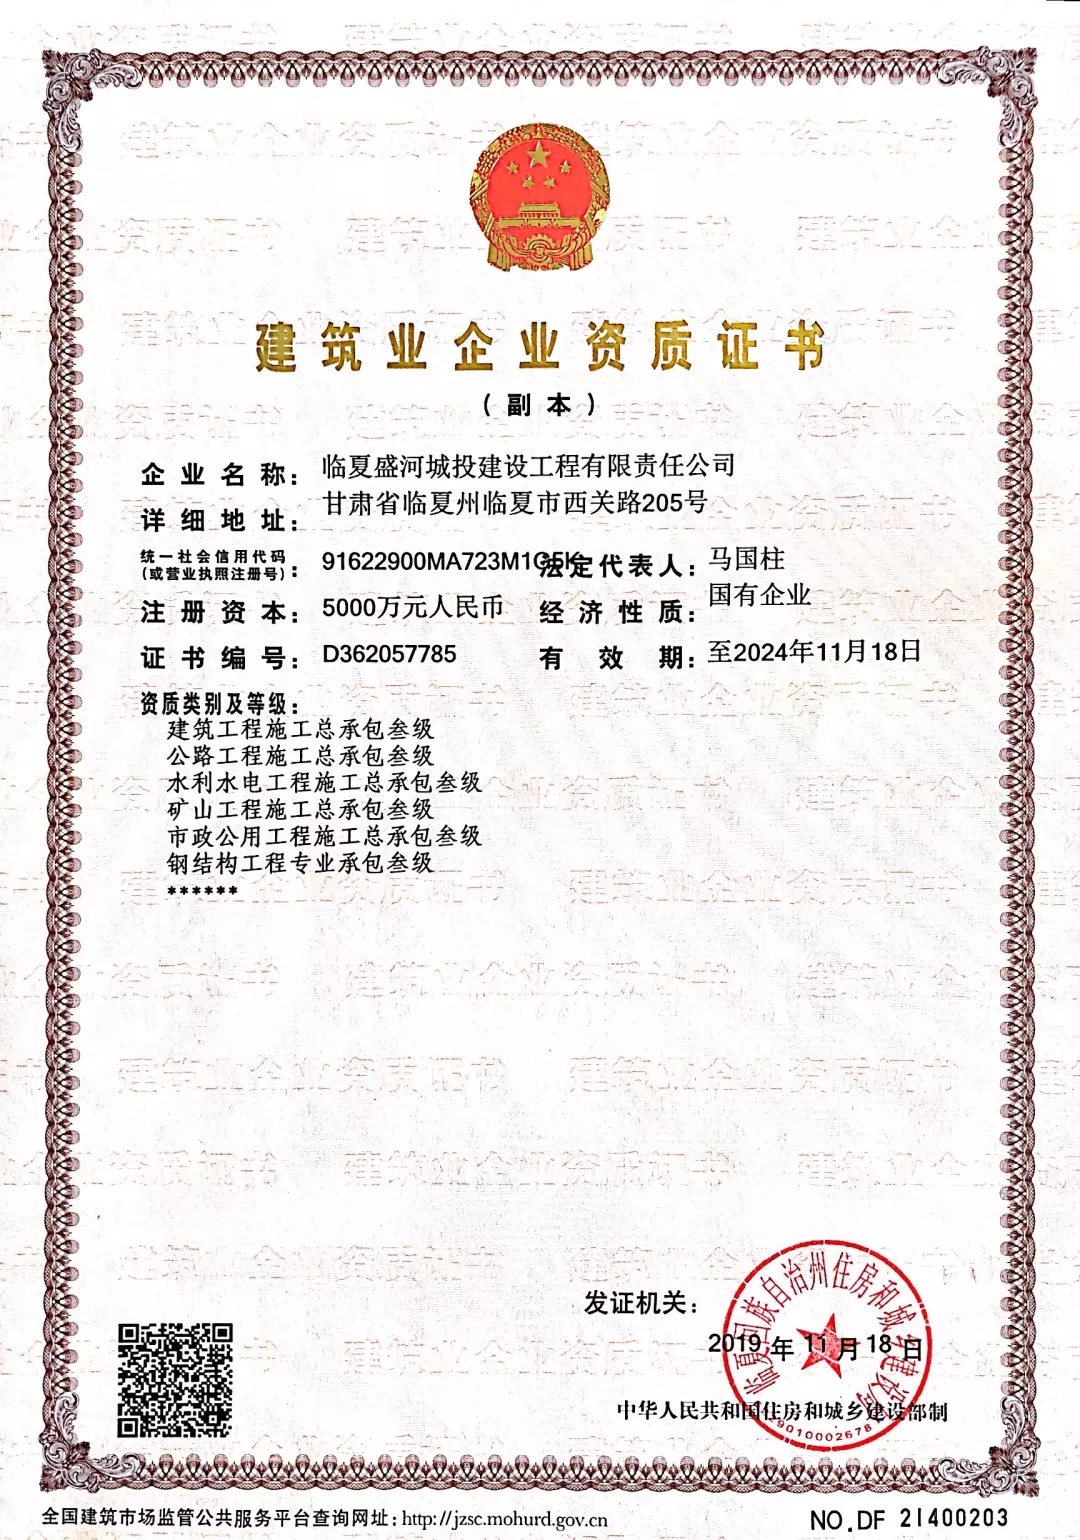 建筑业企业资质证书
（副本）
企业名称：临夏盛河城投建设工程有限责任公司
详细地址：甘肃省临夏州临夏市西关路205号
统一社会信用代码
（或营业执照注册号）：91622900MA723M1 法定代表人：马国柱
注册资本：5000万元人民币 经济性质：国有企业
证书编号：D362057785 有效期：至2024年11月18日
资质类别及等级：
建筑工程施工总承包叁级
公路工程施工总承包叁级
水利水电工程施工总承包叁级
矿山工程施工总承包叁级
市政公用工程施工总承包叁级
钢结构工程专业承包叁级
******
发证机关：
临夏回族自治州住房和城乡建设局
2019年11月18日
中华人民共和国住房和城乡建设部制
全国建筑市场监管公共服务平台查询网址：http://jzsc.mohurd.gov.cn
NO.DF 21400203